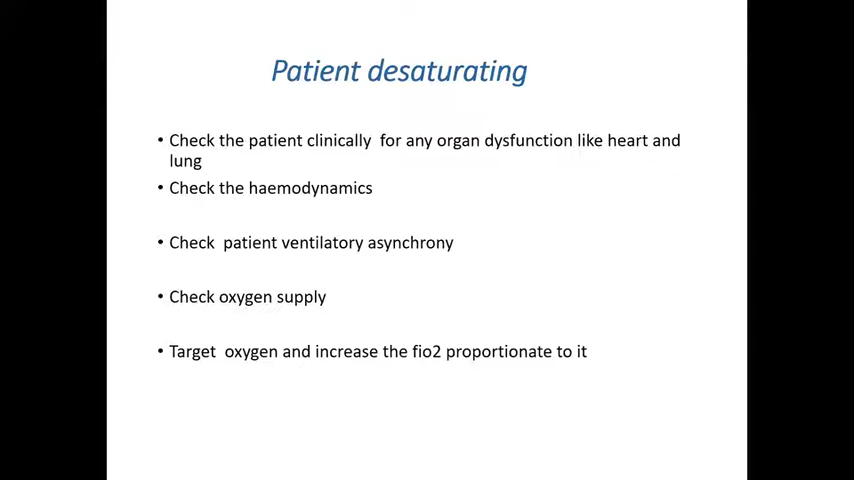 Patient desaturating
• Check the patient clinically for any organ dysfunction like heart and
lung
• Check the haemodynamics
• Check patient ventilatory asynchrony
• Check oxygen supply
• Target oxygen and increase the fio2 proportionate to it